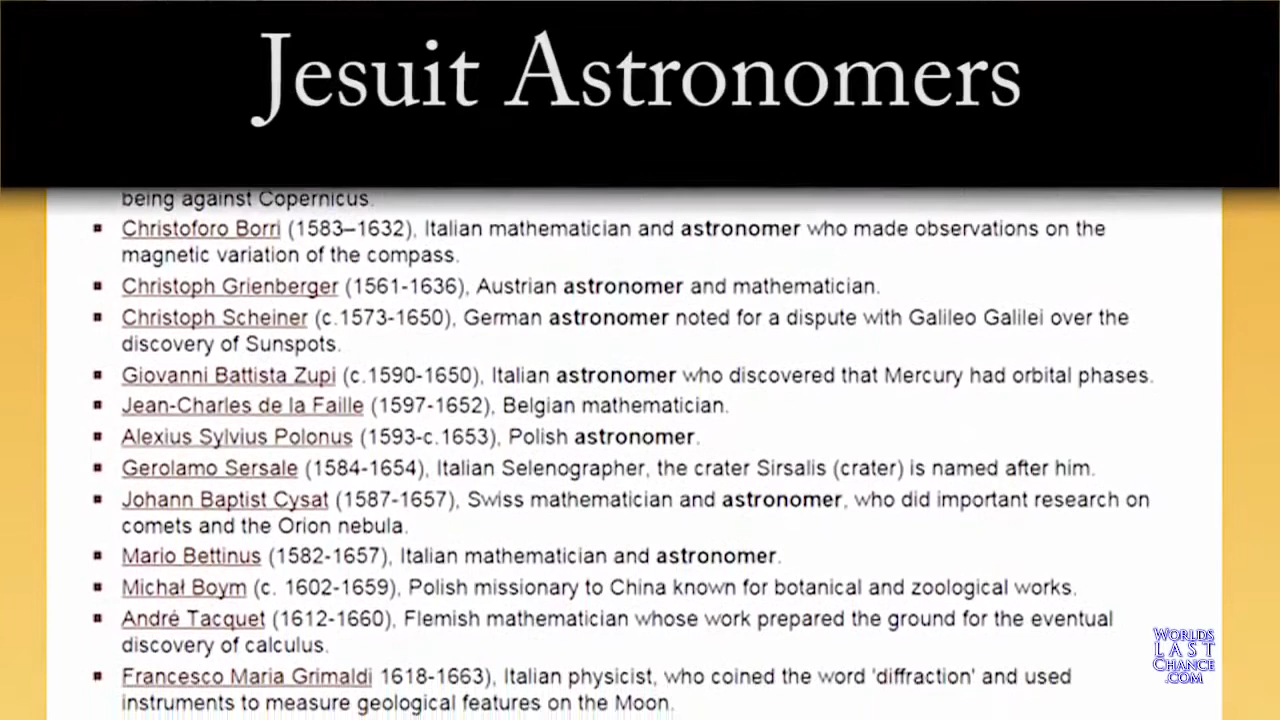 Jesuit Astronomers
being against Copernicus.
Christoforo Borri (1583–1632), Italian mathematician and astronomer who made observations on the
magnetic variation of the compass.
Christoph Grienberger (1561-1636), Austrian astronomer and mathematician.
Christoph Scheiner (c.1573-1650), German astronomer noted for a dispute with Galileo Galilei over the
discovery of Sunspots.
Giovanni Battista Zupi (c.1590-1650), Italian astronomer who discovered that Mercury had orbital phases.
Jean-Charles de la Faille (1597-1652), Belgian mathematician.
Alexius Sylvius Polonus (1593-c.1653), Polish astronomer.
Gerolamo Sersale (1584-1654), Italian Selenographer, the crater Sirsalis (crater) is named after him.
Johann Baptist Cysat (1587-1657), Swiss mathematician and astronomer, who did important research on
comets and the Orion nebula.
Mario Bettinus (1582-1657), Italian mathematician and astronomer.
Michał Boym (c. 1602-1659), Polish missionary to China known for botanical and zoological works.
André Tacquet (1612-1660), Flemish mathematician whose work prepared the ground for the eventual
discovery of calculus.
Francesco Maria Grimaldi 1618-1663), Italian physicist, who coined the word 'diffraction' and used
instruments to measure geological features on the Moon.
WORLDS
LAST
CHANCE
.COM